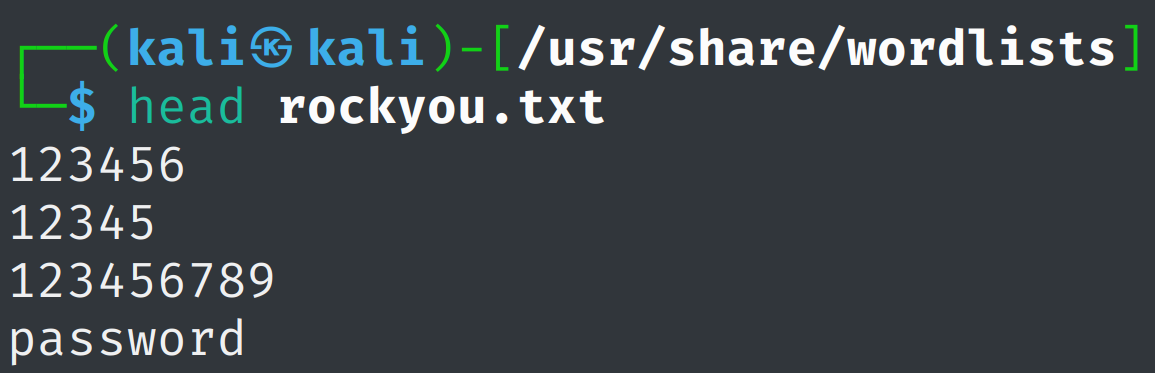 ┌──(kali㉿kali)-[/usr/share/wordlists]
└─$ head rockyou.txt
123456
12345
123456789
password